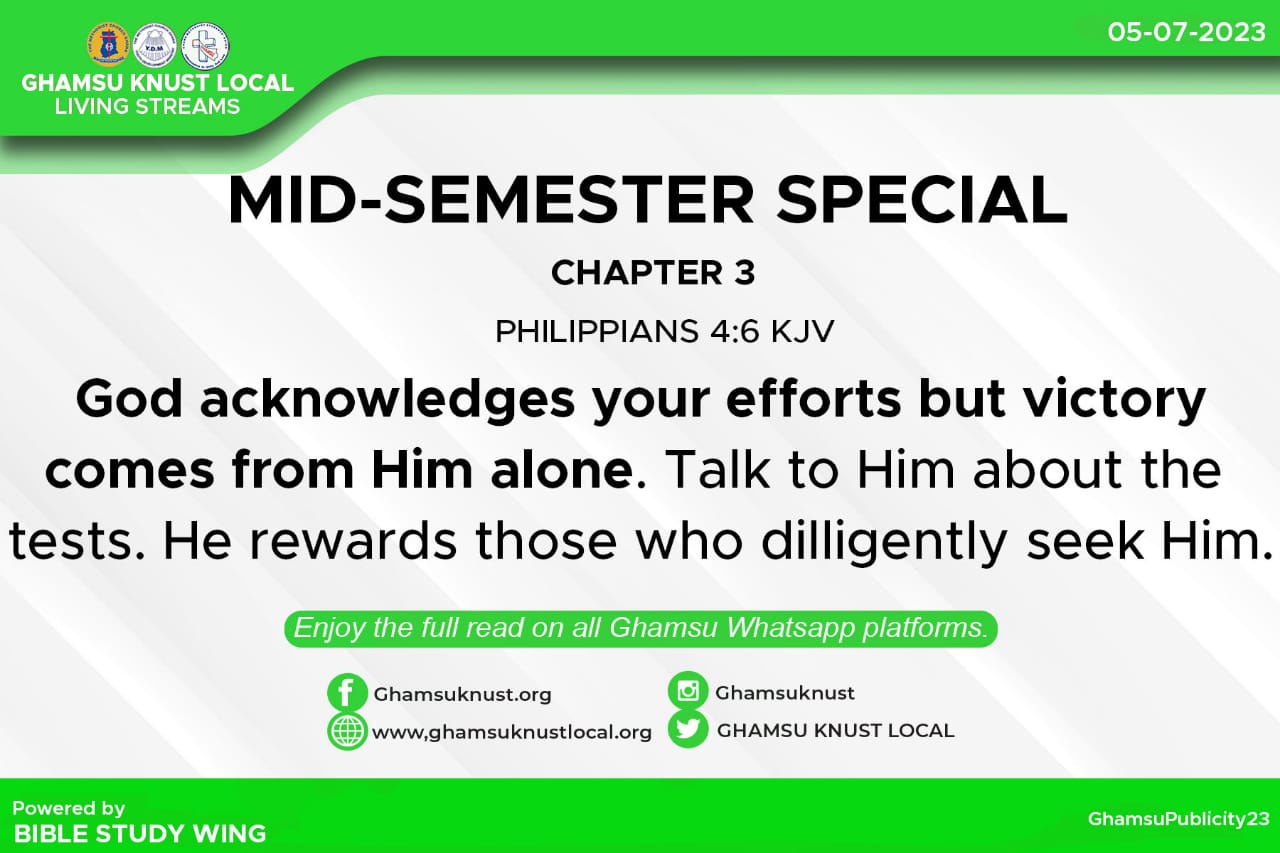 05-07-2023
Y.D.M
GHAMSU KNUST LOCAL
LIVING STREAMS
MID-SEMESTER SPECIAL
CHAPTER 3
PHILIPPIANS 4:6 KJV
God acknowledges your efforts but victory
comes from Him alone. Talk to Him about the
tests. He rewards those who dilligently seek Him.
Enjoy the full read on all Ghamsu Whatsapp platforms.
Ghamsuknust.org
Ghamsuknust
www,ghamsuknustlocal.org
GHAMSU KNUST LOCAL
Powered by
BIBLE STUDY WING
GhamsuPublicity23